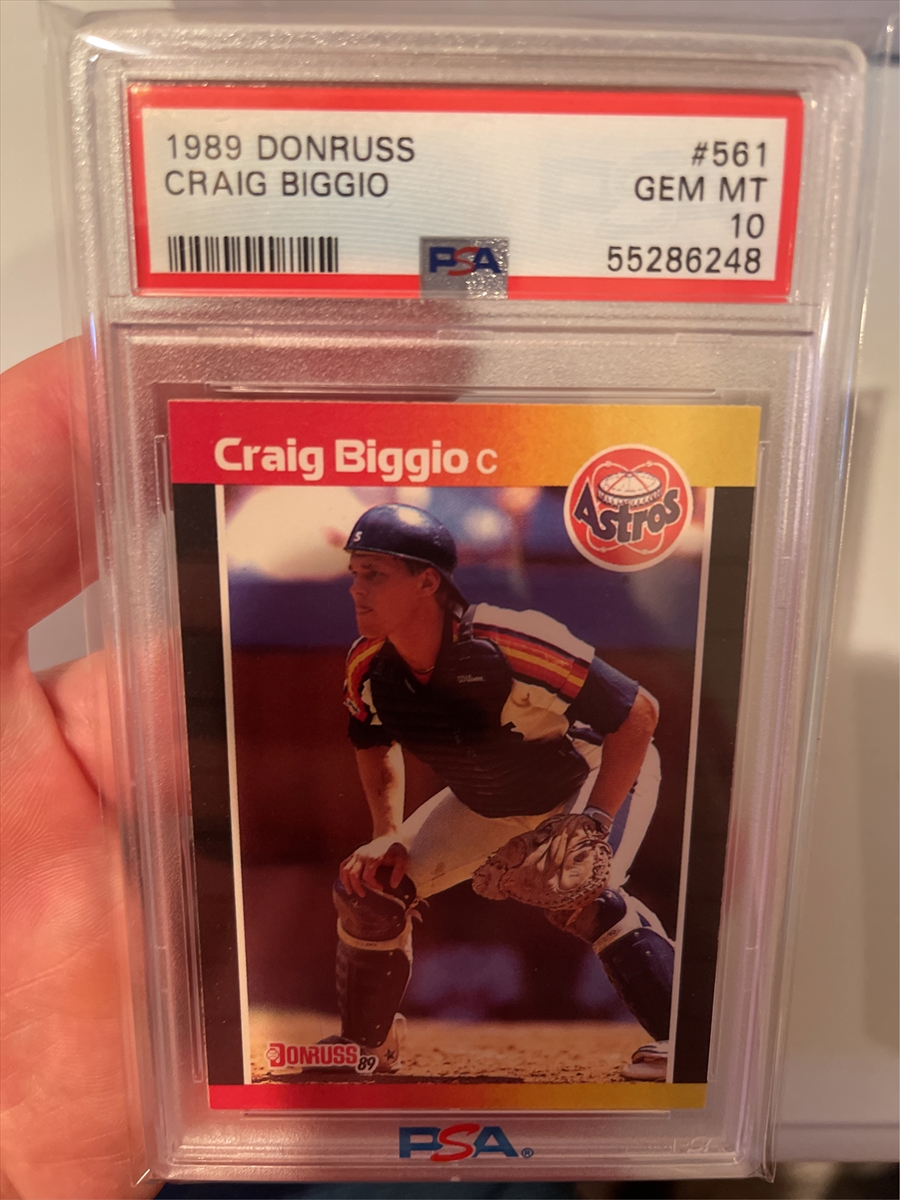 1989 DONRUSS #561
CRAIG BIGGIO GEM MT
10
PSA 55286248
Craig Biggio C
Astros
S
DONRUSS 89
PSA®